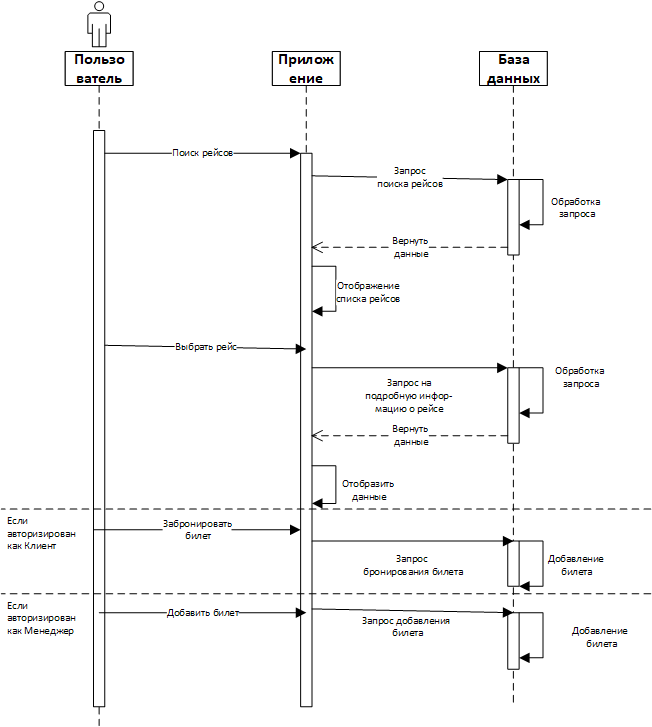 Пользо
ватель
Прилож
ение
База
данных
Поиск рейсов
Запрос
поиска рейсов
Обработка
запроса
Вернуть
данные
Отображение
списка рейсов
Выбрать рейс
Обработка
запроса
Запрос на
подробную инфор-
мацию о рейсе
Вернуть
данные
Отобразить
данные
Если
авторизирован
как Клиент
Забронировать
билет
Запрос
бронирования билета
Добавление
билета
Если
авторизирован
как Менеджер
Добавить билет
Запрос добавления
билета
Добавление
билета